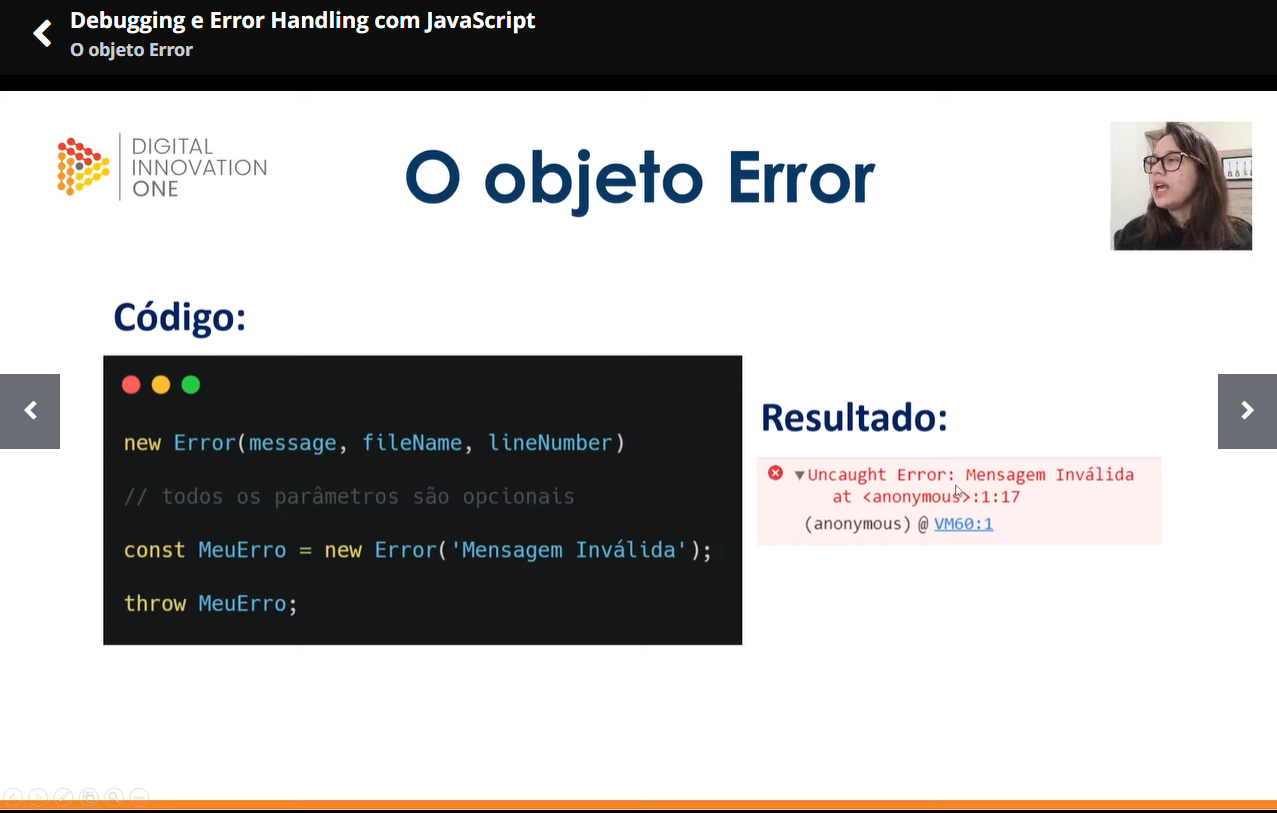 Debugging e Error Handling com JavaScript
O objeto Error
DIGITAL
INNOVATION
ONE
O objeto Error
Código:
new Error(message, fileName, lineNumber)
// todos os parâmetros são opcionais
const MeuErro = new Error('Mensagem Inválida');
throw MeuErro;
Resultado:
Uncaught Error: Mensagem Inválida
at <anonymous>:1:17
(anonymous) @ VM60:1